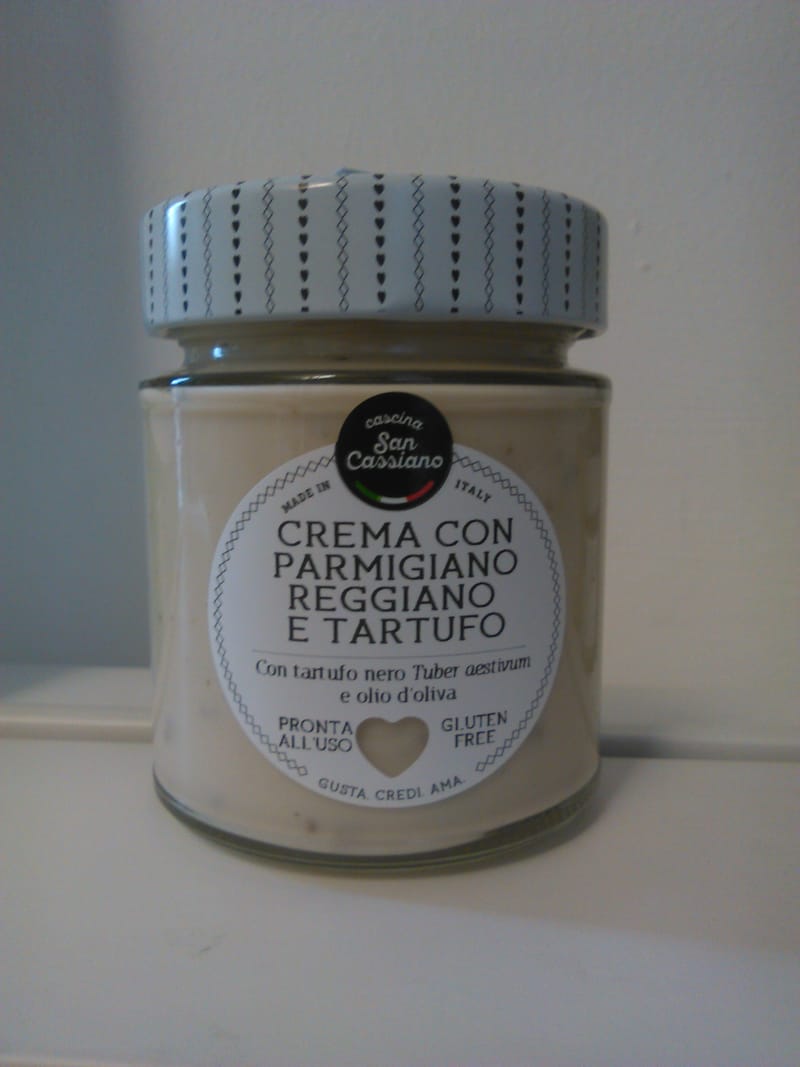 cascina
San
Cassiano
MADE IN ITALY
CREMA CON
PARMIGIANO
REGGIANO
E TARTUFO
Con tartufo nero Tuber aestivum
e olio d'oliva
PRONTA
ALL'USO
GLUTEN
FREE
GUSTA. CREDI. AMA.